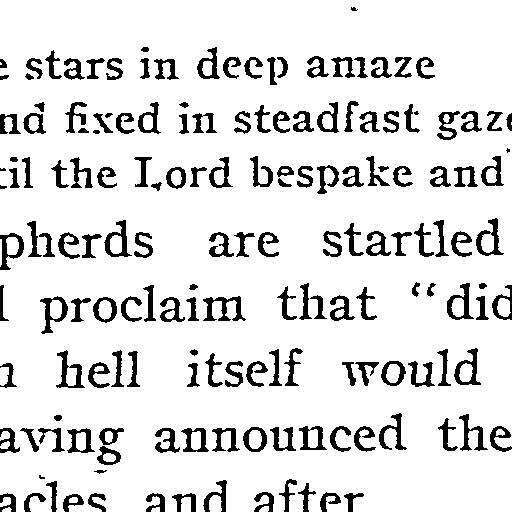 e stars in deep amaze
nd fixed in steadfast gaze
til the Lord bespake and
pherds are startled
l proclaim that “did
n hell itself would
aving announced the
acles and after